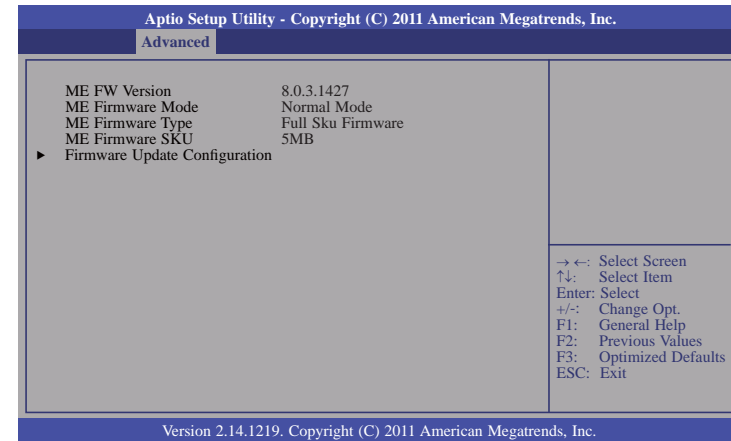 Aptio Setup Utility - Copyright (C) 2011 American Megatrends, Inc.
Advanced
ME FW Version 8.0.3.1427
ME Firmware Mode Normal Mode
ME Firmware Type Full Sku Firmware
ME Firmware SKU 5MB
► Firmware Update Configuration
→ ←: Select Screen
↑↓: Select Item
Enter: Select
+/-: Change Opt.
F1: General Help
F2: Previous Values
F3: Optimized Defaults
ESC: Exit
Version 2.14.1219. Copyright (C) 2011 American Megatrends, Inc.